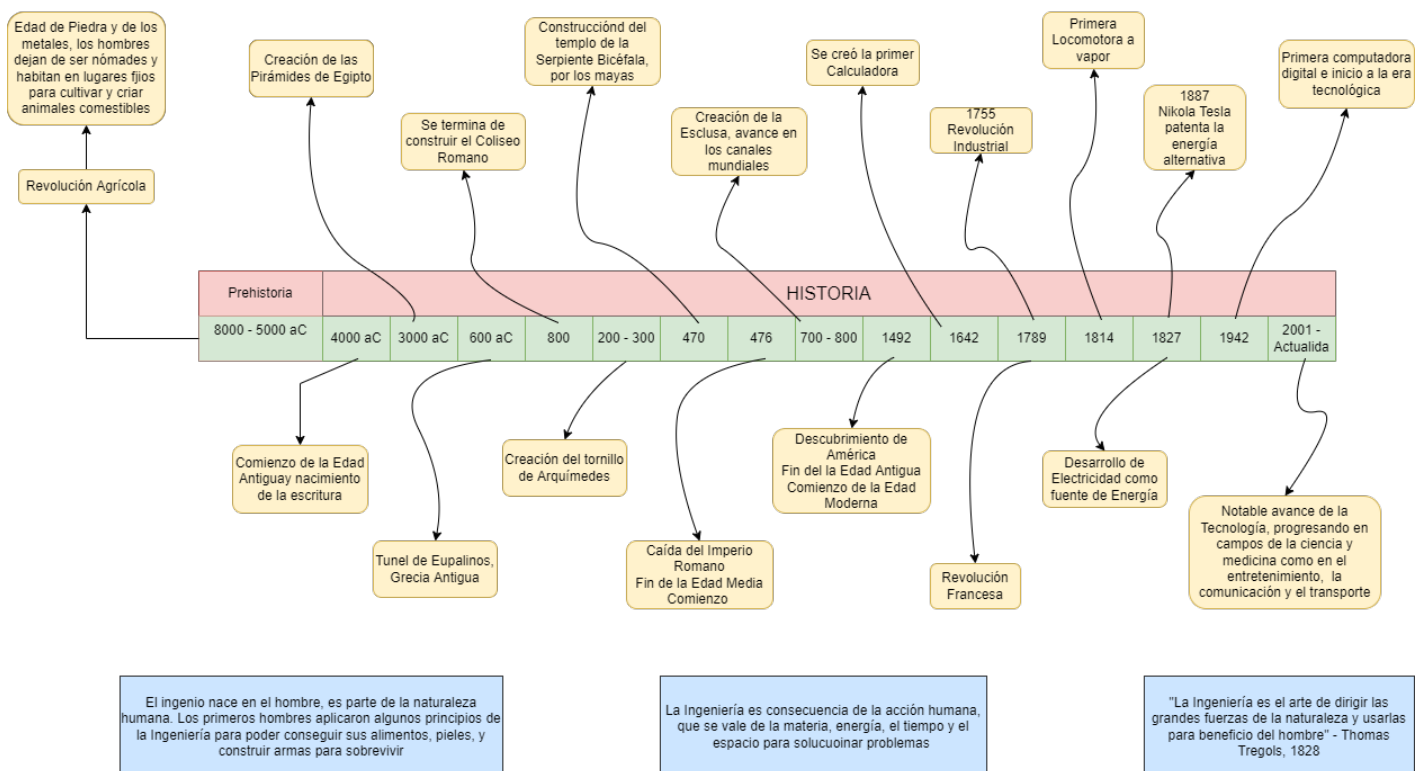 Edad de Piedra y de los
metales, los hombres
dejan de ser nómades y
habitan en lugares fjios
para cultivar y criar
animales comestibles
Revolución Agrícola
Creación de las
Pirámides de Egipto
Se termina de
construir el Coliseo
Romano
Construcciónd del
templo de la
Serpiente Bicéfala,
por los mayas
Creación de la
Esclusa, avance en
los canales
mundiales
Se creó la primer
Calculadora
1755
Revolución
Industrial
Primera
Locomotora a
vapor
1887
Nikola Tesla
patenta la
energía
alternativa
Primera computadora
digital e inicio a la era
tecnológica
Prehistoria
HISTORIA
8000 - 5000 aC
4000 aC
3000 aC
600 aC
800
200 - 300
470
476
700 - 800
1492
1642
1789
1814
1827
1942
2001 -
Actualida
Comienzo de la Edad
Antiguay nacimiento
de la escritura
Tunel de Eupalinos,
Grecia Antigua
Creación del tornillo
de Arquímedes
Caída del Imperio
Romano
Fin de la Edad Media
Comienzo
Descubrimiento de
América
Fin del la Edad Antigua
Comienzo de la Edad
Moderna
Revolución
Francesa
Desarrollo de
Electricidad como
fuente de Energía
Notable avance de la
Tecnología, progresando en
campos de la ciencia y
medicina como en el
entretenimiento, la
comunicación y el transporte
El ingenio nace en el hombre, es parte de la naturaleza
humana. Los primeros hombres aplicaron algunos principios de
la Ingeniería para poder conseguir sus alimentos, pieles, y
construir armas para sobrevivir
La Ingeniería es consecuencia de la acción humana,
que se vale de la materia, energía, el tiempo y el
espacio para solucuoinar problemas
"La Ingeniería es el arte de dirigir las
grandes fuerzas de la naturaleza y usarlas
para beneficio del hombre" - Thomas
Tregols, 1828